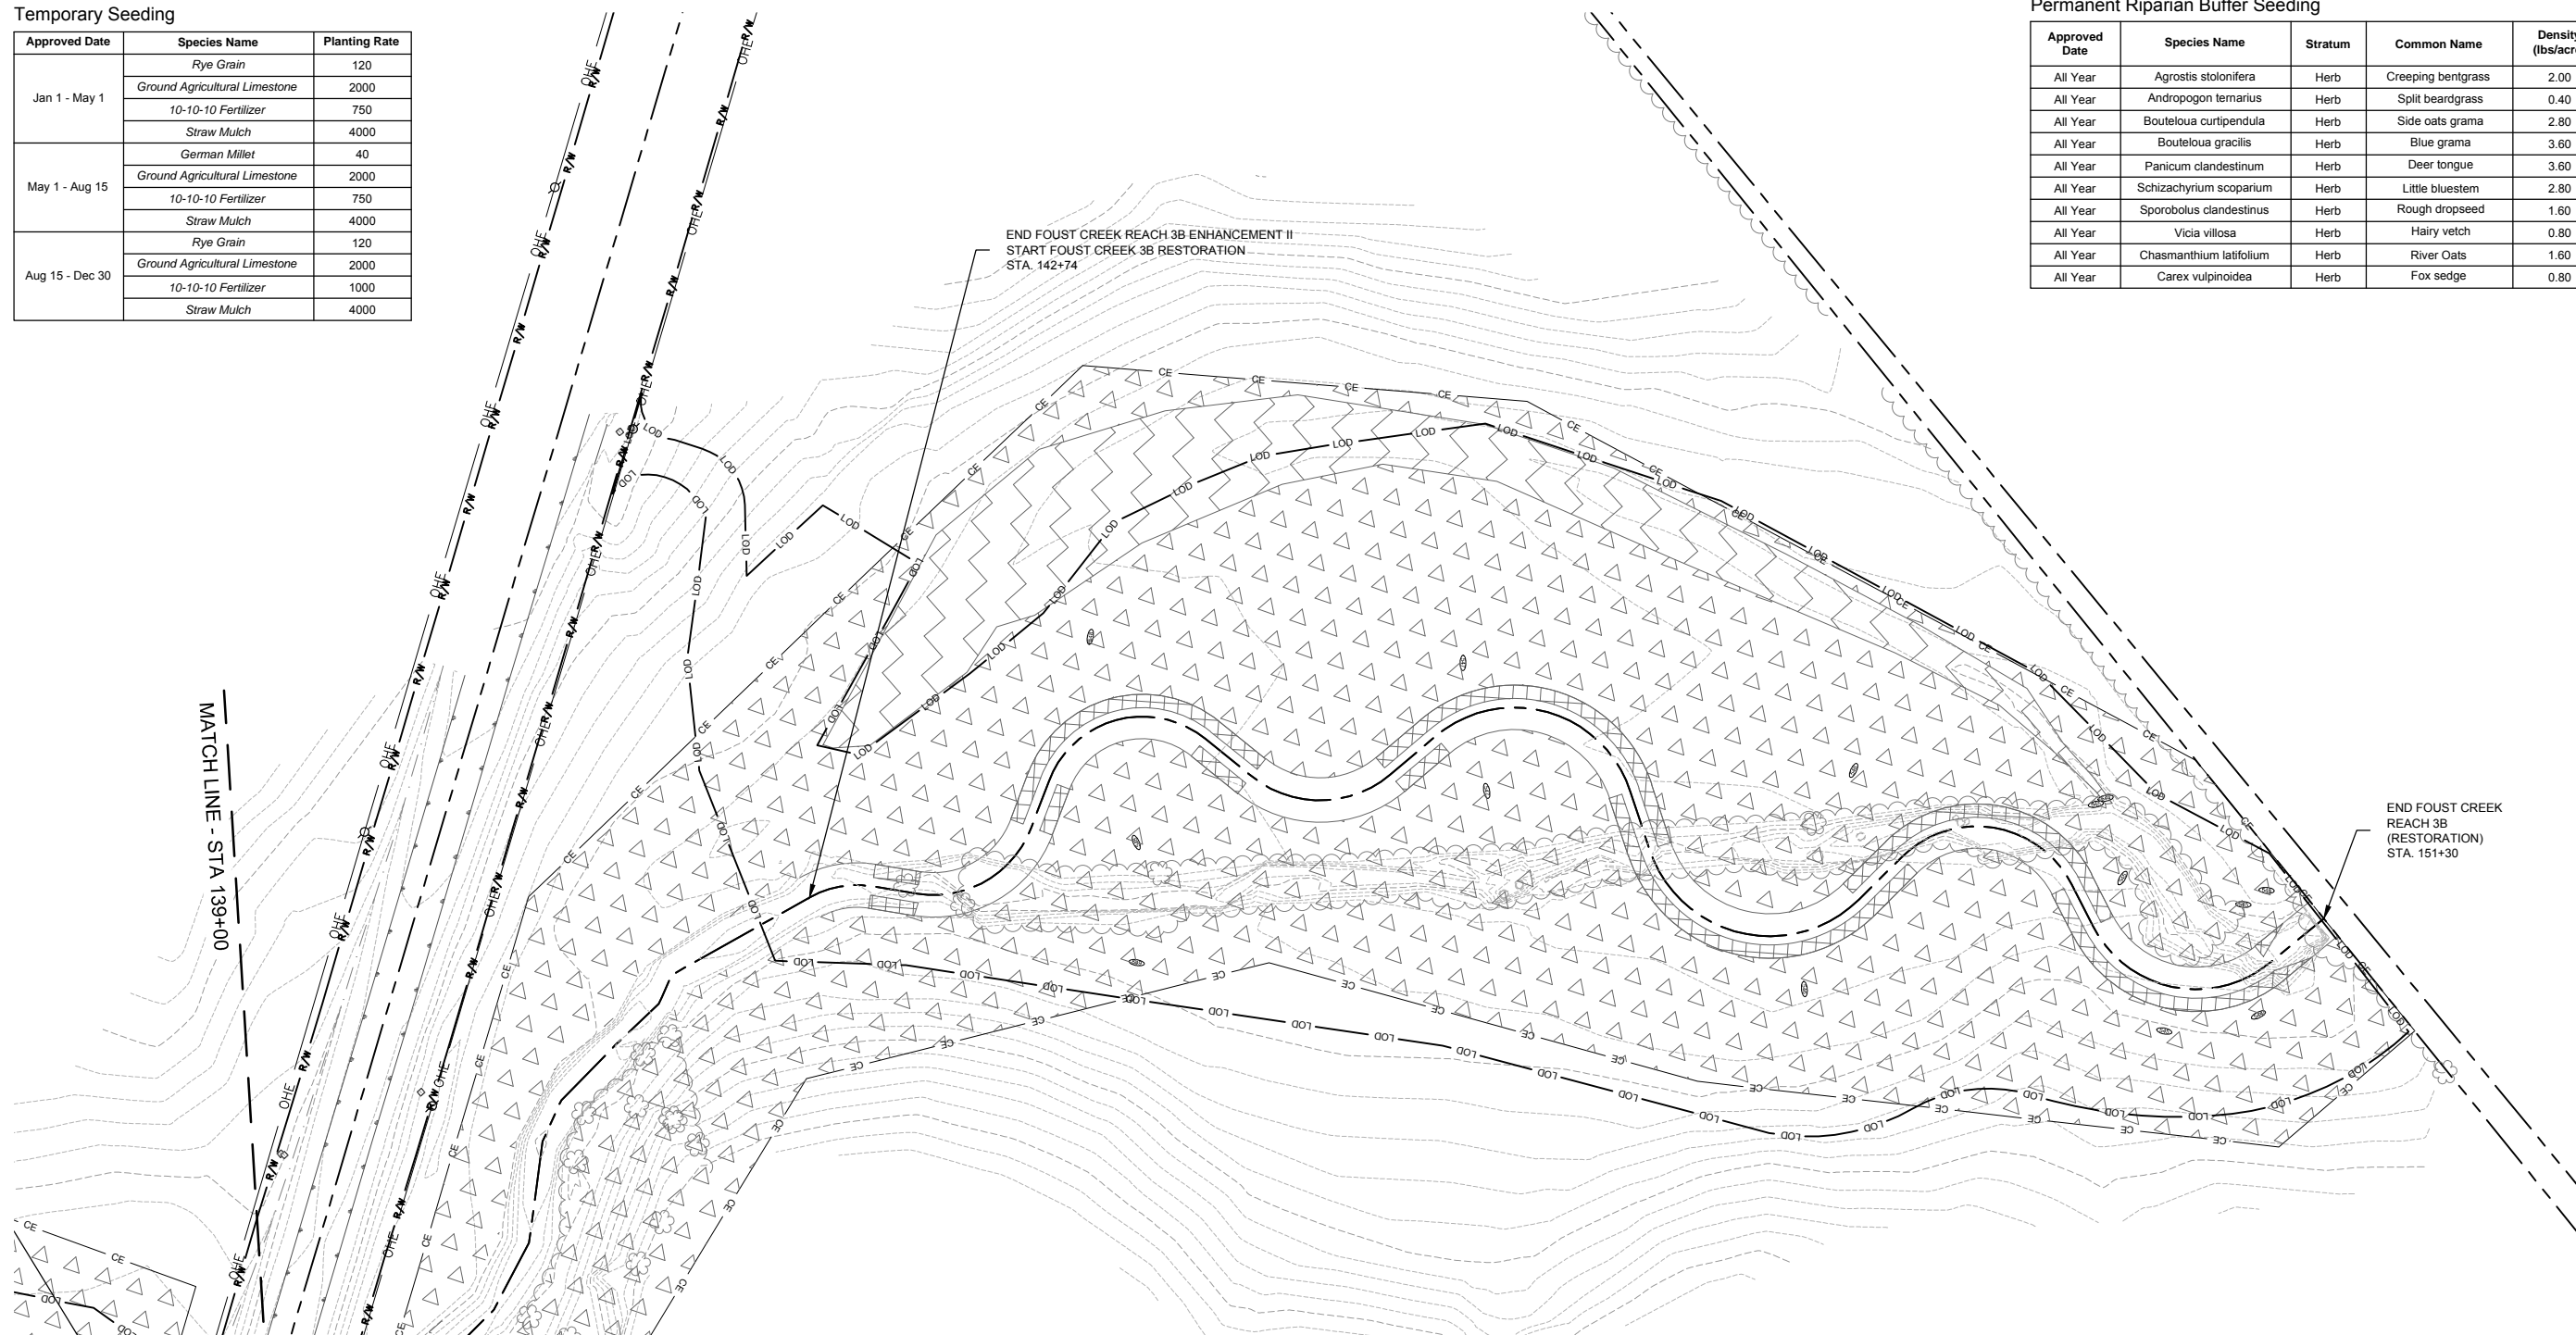 Temporary Seeding
Approved Date Species Name Planting Rate
Jan 1 - May 1
Rye Grain 120
Ground Agricultural Limestone 2000
10-10-10 Fertilizer 750
Straw Mulch 4000
May 1 - Aug 15
German Millet 40
Ground Agricultural Limestone 2000
10-10-10 Fertilizer 750
Straw Mulch 4000
Aug 15 - Dec 30
Rye Grain 120
Ground Agricultural Limestone 2000
10-10-10 Fertilizer 1000
Straw Mulch 4000
Permanent Riparian Buffer Seeding
Approved Date Species Name Stratum Common Name Density (lbs/acre
All Year Agrostis stolonifera Herb Creeping bentgrass 2.00
All Year Andropogon ternarius Herb Split beardgrass 0.40
All Year Bouteloua curtipendula Herb Side oats grama 2.80
All Year Bouteloua gracilis Herb Blue grama 3.60
All Year Panicum clandestinum Herb Deer tongue 3.60
All Year Schizachyrium scoparium Herb Little bluestem 2.80
All Year Sporobolus clandestinus Herb Rough dropseed 1.60
All Year Vicia villosa Herb Hairy vetch 0.80
All Year Chasmanthium latifolium Herb River Oats 1.60
All Year Carex vulpinoidea Herb Fox sedge 0.80
END FOUST CREEK REACH 3B ENHANCEMENT II
START FOUST CREEK 3B RESTORATION
STA. 142+74
MATCH LINE - STA 139+00
END FOUST CREEK
REACH 3B
(RESTORATION)
STA. 151+30
OHE
R/W
LOD
CE